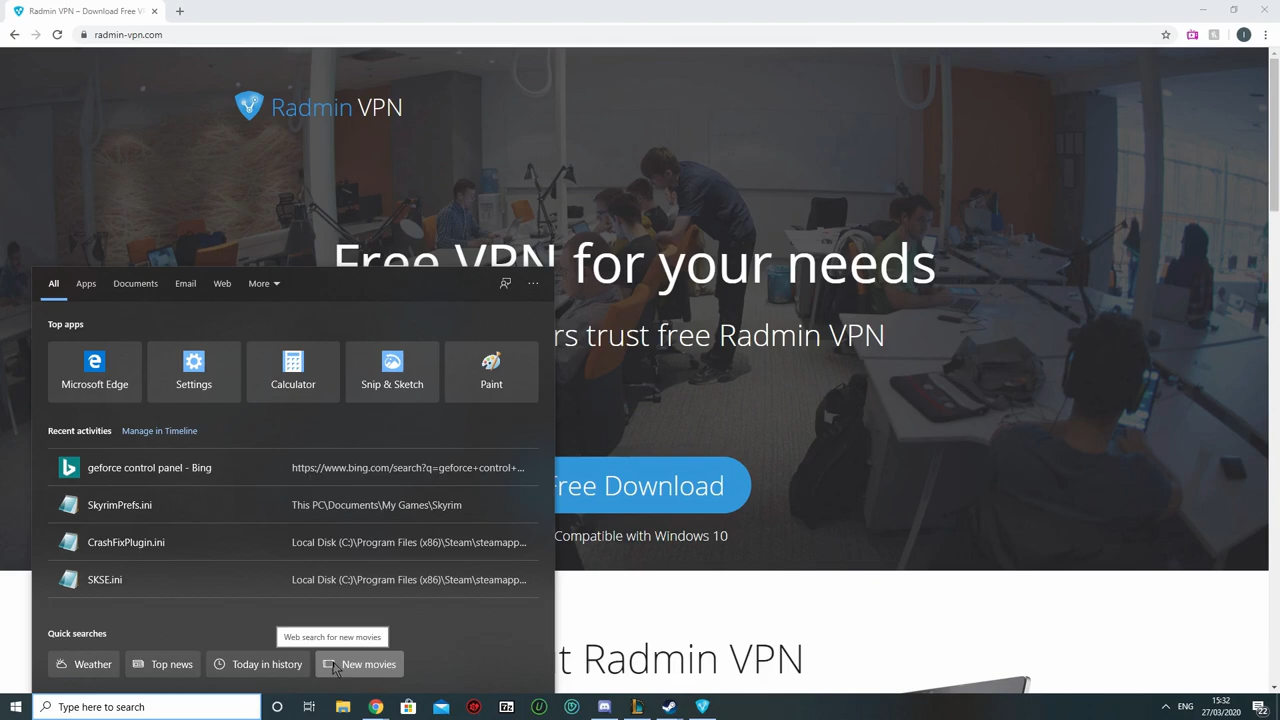 Radmin VPN – Download Free VP
radmin-vpn.com
Radmin VPN
Free VPN for your needs
rs trust free Radmin VPN
Free Download
Compatible with Windows 10
t Radmin VPN
All Apps Documents Email Web More
Top apps
Microsoft Edge Settings Calculator Snip & Sketch Paint
Recent activities Manage in Timeline
geforce control panel - Bing https://www.bing.com/search?q=geforce+control+...
SkyrimPrefs.ini This PC\Documents\My Games\Skyrim
CrashFixPlugin.ini Local Disk (C:)\Program Files (x86)\Steam\steamapp...
SKSE.ini Local Disk (C:)\Program Files (x86)\Steam\steamapp...
Quick searches
Web search for new movies
Weather Top news Today in history New movies
Type here to search
ENG
15:32
27/03/2020
22